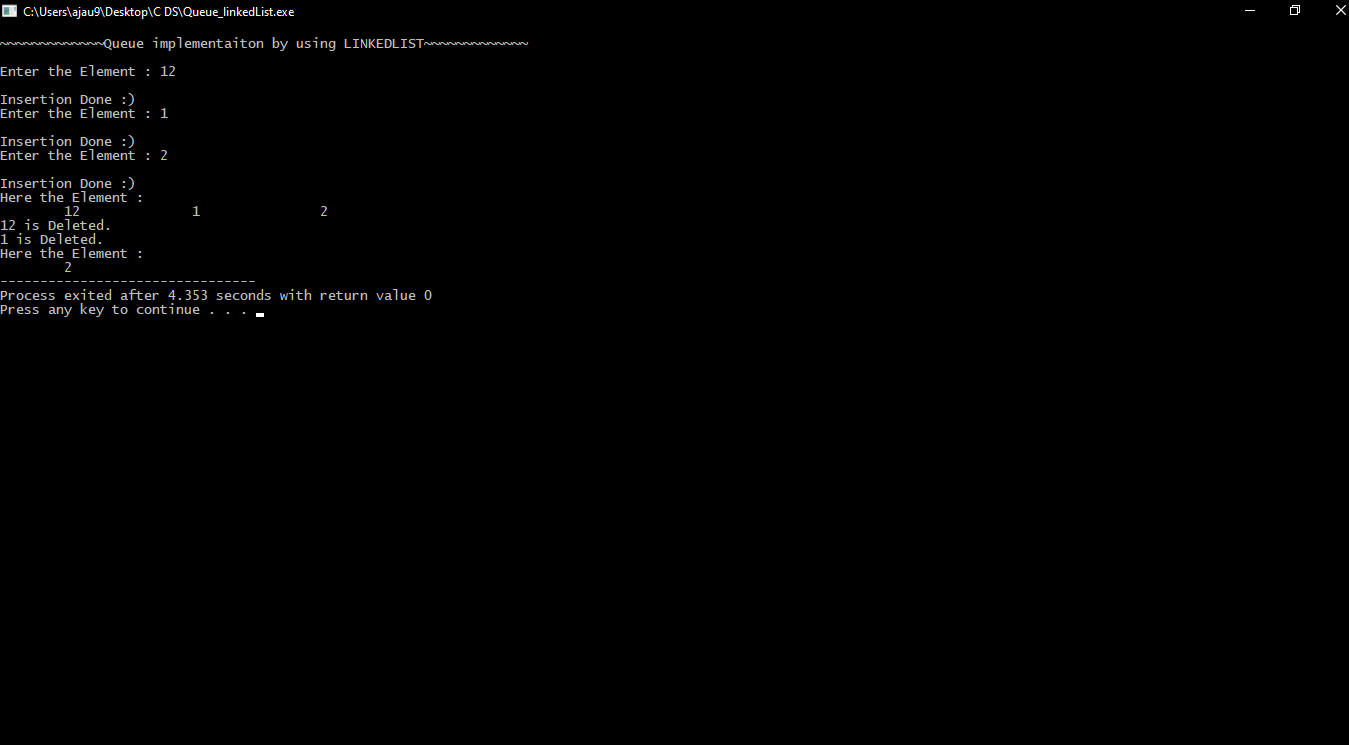 C:\Users\ajau9\Desktop\C DS\Queue_linkedList.exe
~~~~~~~~~~~~~Queue implementaiton by using LINKEDLIST~~~~~~~~~~~~~
Enter the Element : 12
Insertion Done :)
Enter the Element : 1
Insertion Done :)
Enter the Element : 2
Insertion Done :)
Here the Element :
12 1 2
12 is Deleted.
1 is Deleted.
Here the Element :
2
--------------------------------
Process exited after 4.353 seconds with return value 0
Press any key to continue . . .